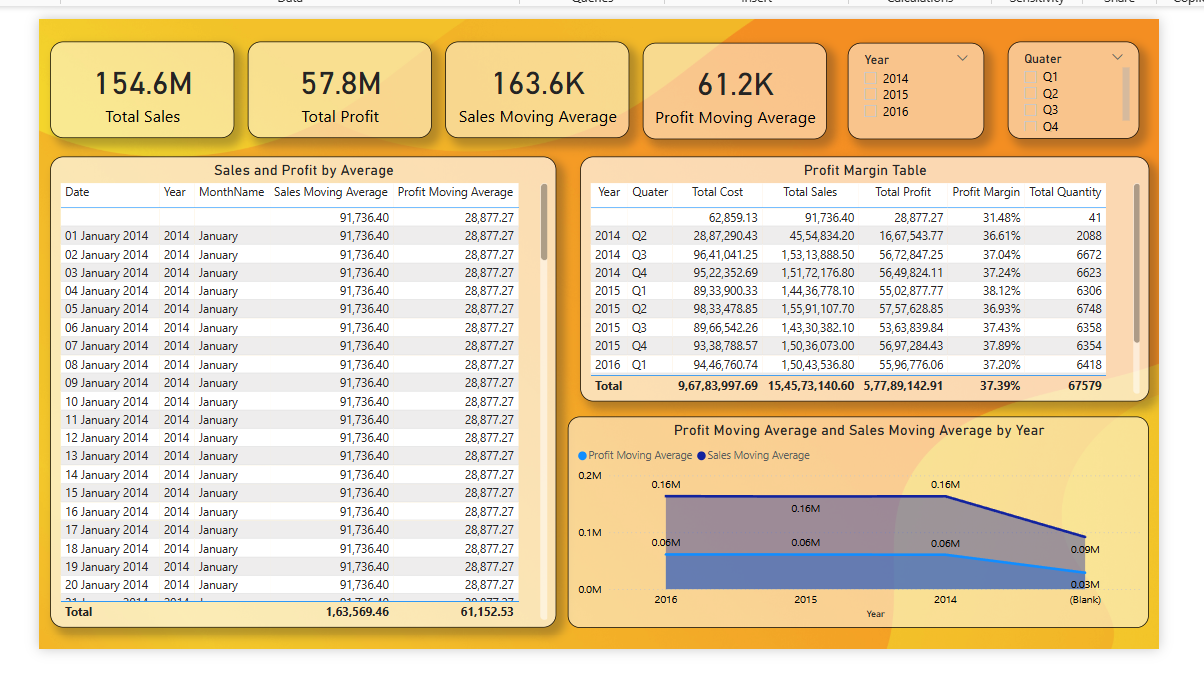 Data Queries Insert Calculations Sensitivity Share
154.6M
Total Sales
57.8M
Total Profit
163.6K
Sales Moving Average
61.2K
Profit Moving Average
Year
2014
2015
2016
Quater
Q1
Q2
Q3
Q4
Sales and Profit by Average
Date Year MonthName Sales Moving Average Profit Moving Average
91,736.40 28,877.27
01 January 2014 2014 January 91,736.40 28,877.27
02 January 2014 2014 January 91,736.40 28,877.27
03 January 2014 2014 January 91,736.40 28,877.27
04 January 2014 2014 January 91,736.40 28,877.27
05 January 2014 2014 January 91,736.40 28,877.27
06 January 2014 2014 January 91,736.40 28,877.27
07 January 2014 2014 January 91,736.40 28,877.27
08 January 2014 2014 January 91,736.40 28,877.27
09 January 2014 2014 January 91,736.40 28,877.27
10 January 2014 2014 January 91,736.40 28,877.27
11 January 2014 2014 January 91,736.40 28,877.27
12 January 2014 2014 January 91,736.40 28,877.27
13 January 2014 2014 January 91,736.40 28,877.27
14 January 2014 2014 January 91,736.40 28,877.27
15 January 2014 2014 January 91,736.40 28,877.27
16 January 2014 2014 January 91,736.40 28,877.27
17 January 2014 2014 January 91,736.40 28,877.27
18 January 2014 2014 January 91,736.40 28,877.27
19 January 2014 2014 January 91,736.40 28,877.27
20 January 2014 2014 January 91,736.40 28,877.27
Total 1,63,569.46 61,152.53
Profit Margin Table
Year Quater Total Cost Total Sales Total Profit Profit Margin Total Quantity
62,859.13 91,736.40 28,877.27 31.48% 41
2014 Q2 28,87,290.43 45,54,834.20 16,67,543.77 36.61% 2088
2014 Q3 96,41,041.25 1,53,13,888.50 56,72,847.25 37.04% 6672
2014 Q4 95,22,352.69 1,51,72,176.80 56,49,824.11 37.24% 6623
2015 Q1 89,33,900.33 1,44,36,778.10 55,02,877.77 38.12% 6306
2015 Q2 98,33,478.85 1,55,91,107.70 57,57,628.85 36.93% 6748
2015 Q3 89,66,542.26 1,43,30,382.10 53,63,839.84 37.43% 6358
2015 Q4 93,38,788.57 1,50,36,073.00 56,97,284.43 37.89% 6354
2016 Q1 94,46,760.74 1,50,43,536.80 55,96,776.06 37.20% 6418
Total 9,67,83,997.69 15,45,73,140.60 5,77,89,142.91 37.39% 67579
Profit Moving Average and Sales Moving Average by Year
Profit Moving Average Sales Moving Average
0.2M
0.16M 0.16M
0.16M
0.1M
0.06M 0.06M 0.06M
0.09M
0.03M
0.0M
2016 2015 2014 (Blank)
Year